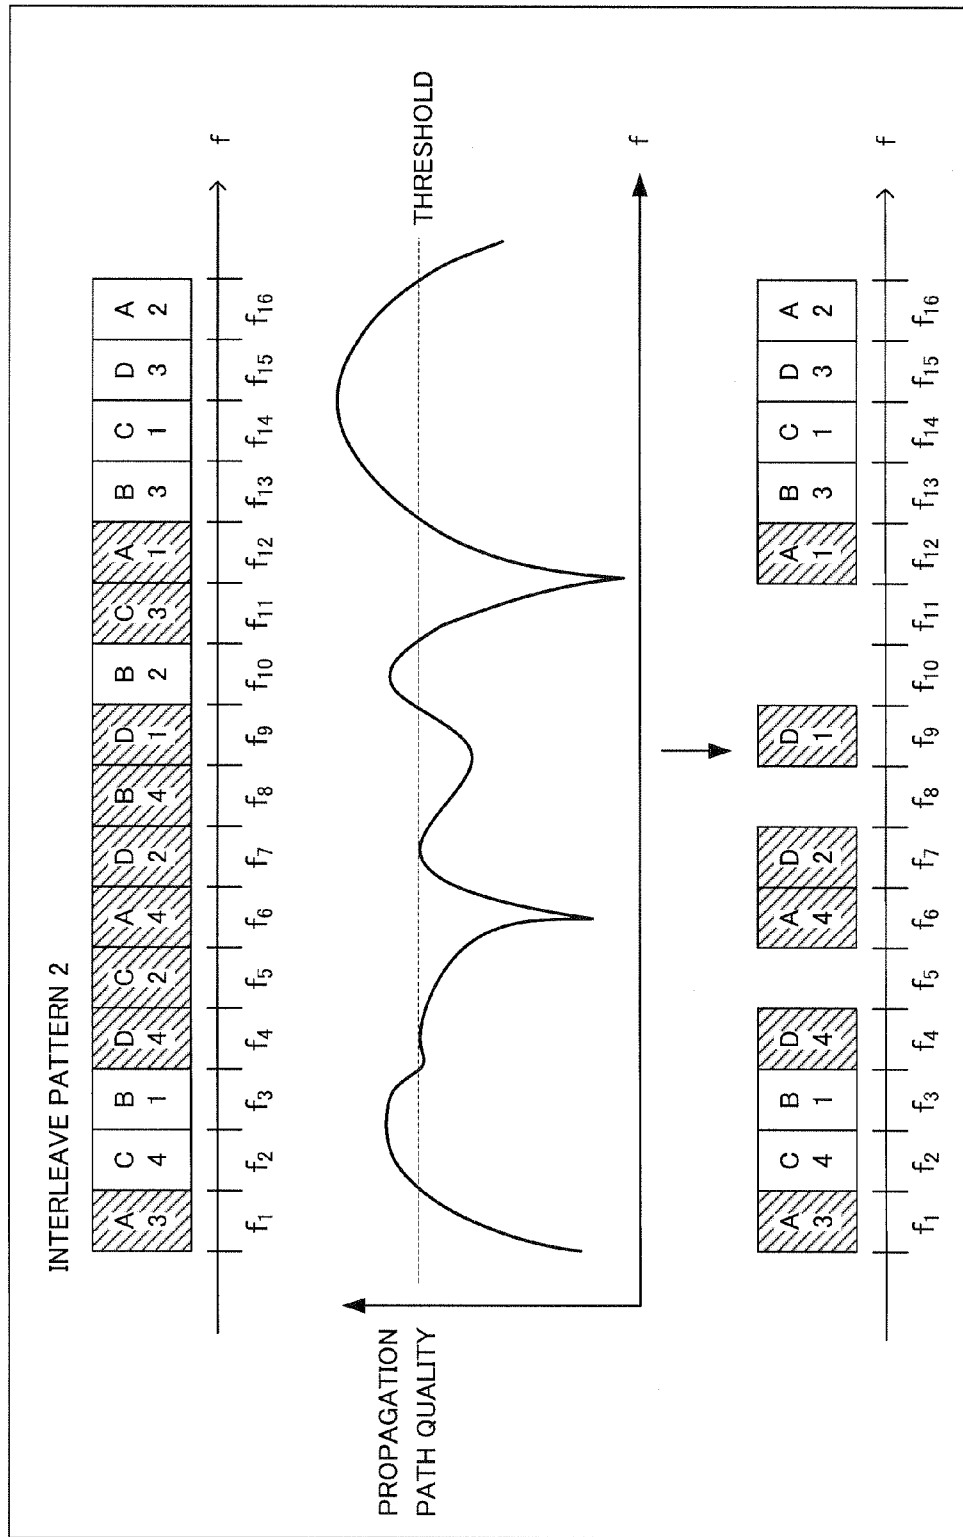 INTERLEAVE PATTERN 2
A C B D C A D B D B C A B C D A
3 4 1 4 2 4 2 4 1 2 3 1 3 1 3 2
f
f1 f2 f3 f4 f5 f6 f7 f8 f9 f10 f11 f12 f13 f14 f15 f16
PROPAGATION
PATH QUALITY
THRESHOLD
f
A C B D A D D A B C D A
3 4 1 4 4 2 1 1 3 1 3 2
f
f1 f2 f3 f4 f5 f6 f7 f8 f9 f10 f11 f12 f13 f14 f15 f16